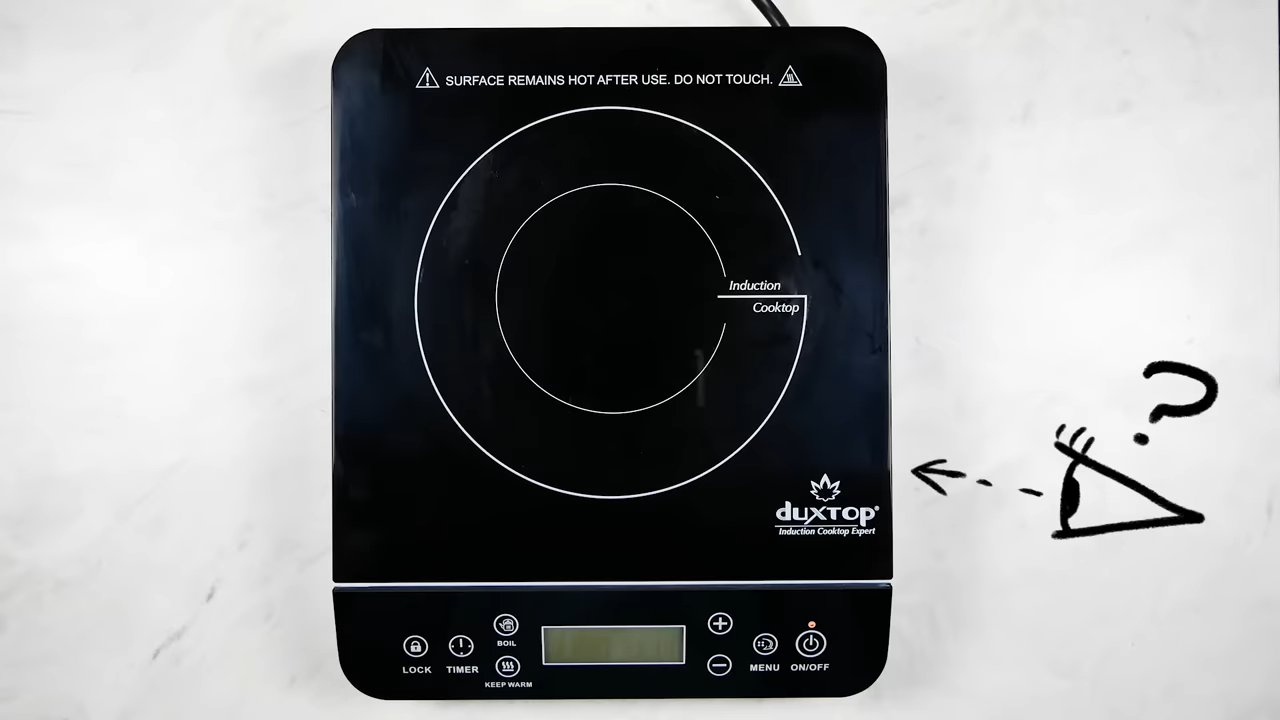 SURFACE REMAINS HOT AFTER USE. DO NOT TOUCH.
Induction
Cooktop
duxtop®
Induction Cooktop Expert
BOIL
LOCK TIMER MENU ON/OFF
KEEP WARM
?